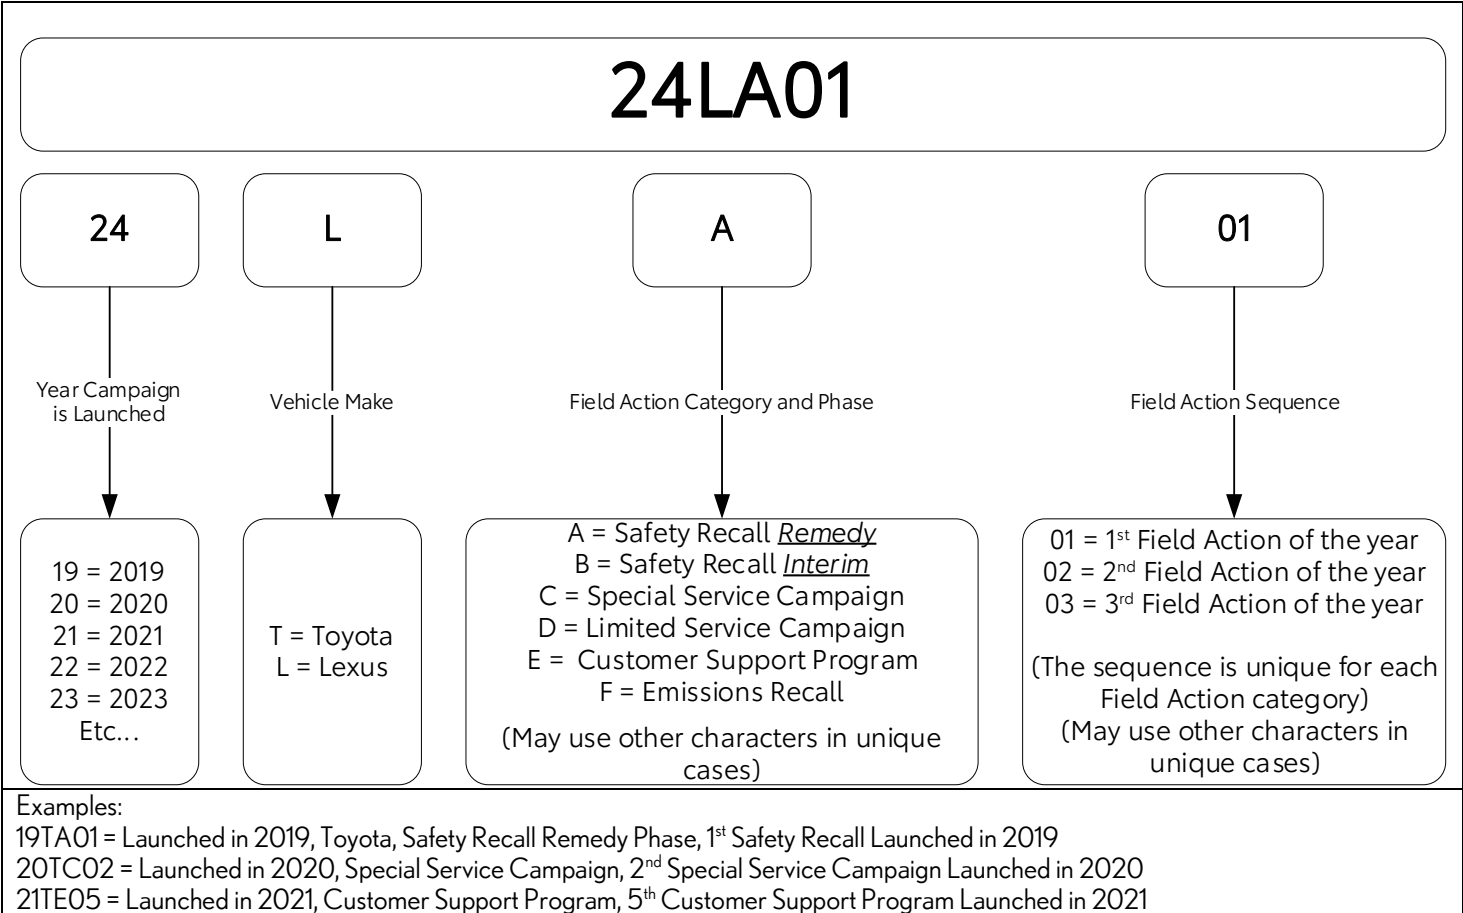 24LA01
24
L
A
01
Year Campaign
is Launched
Vehicle Make
Field Action Category and Phase
Field Action Sequence
19 = 2019
20 = 2020
21 = 2021
22 = 2022
23 = 2023
Etc...
T = Toyota
L = Lexus
A = Safety Recall Remedy
B = Safety Recall Interim
C = Special Service Campaign
D = Limited Service Campaign
E =  Customer Support Program
F = Emissions Recall
(May use other characters in unique
cases)
01 = 1st Field Action of the year
02 = 2nd Field Action of the year
03 = 3rd Field Action of the year
(The sequence is unique for each
Field Action category)
(May use other characters in
unique cases)
Examples:
19TA01 = Launched in 2019, Toyota, Safety Recall Remedy Phase, 1st Safety Recall Launched in 2019
20TC02 = Launched in 2020, Special Service Campaign, 2nd Special Service Campaign Launched in 2020
21TE05 = Launched in 2021, Customer Support Program, 5th Customer Support Program Launched in 2021